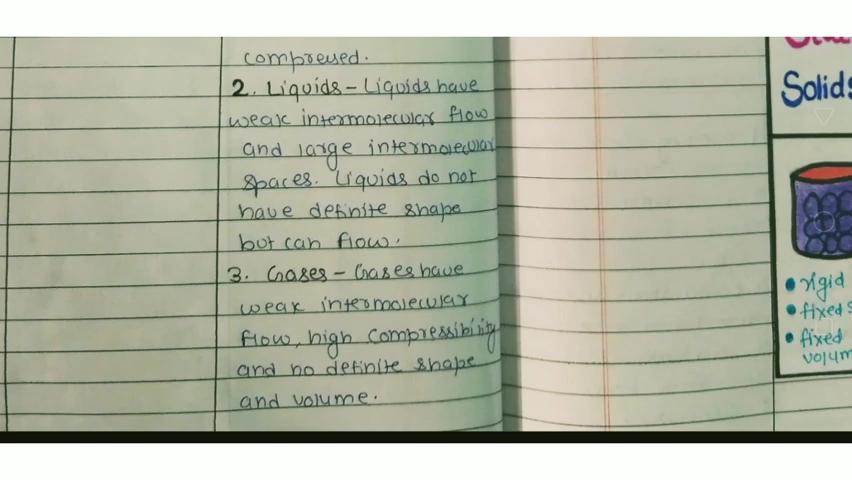 compressed.
2. Liquids - Liquids have
weak intermolecular flow
and large intermolecular
spaces. Liquids do not
have definite shape
but can flow.
3. Gases - Gases have
weak intermolecular
flow, high compressibility
and no definite shape
and volume.
Solids
rigid
fixed s
fixed
volum